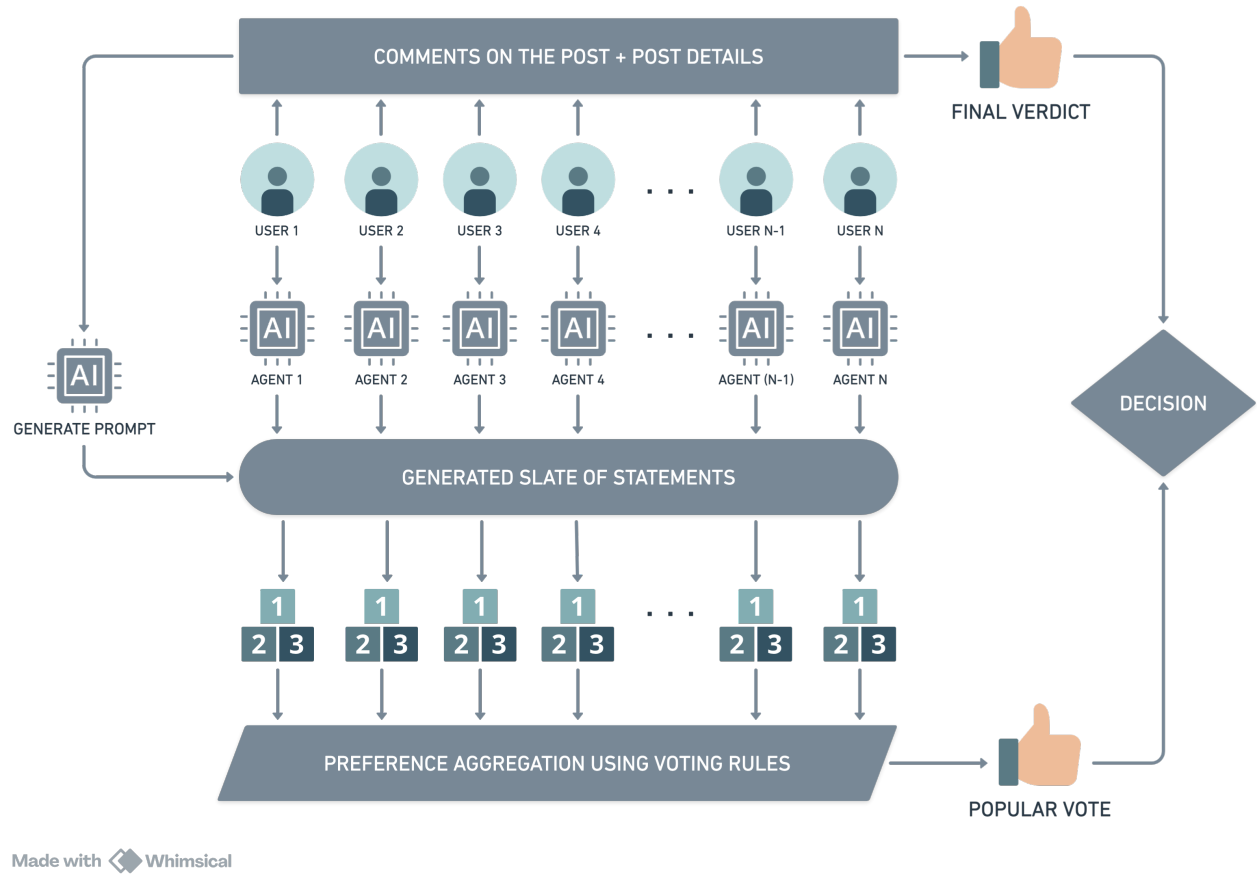 COMMENTS ON THE POST + POST DETAILS
FINAL VERDICT
USER 1
USER 2
USER 3
USER 4
. . .
USER N-1
USER N
AI
AI
AI
AI
AI
. . .
AI
AI
AGENT 1
AGENT 2
AGENT 3
AGENT 4
AGENT (N-1)
AGENT N
GENERATE PROMPT
DECISION
GENERATED SLATE OF STATEMENTS
1
1
1
1
. . .
1
1
2 3
2 3
2 3
2 3
2 3
2 3
PREFERENCE AGGREGATION USING VOTING RULES
POPULAR VOTE
Made with Whimsical